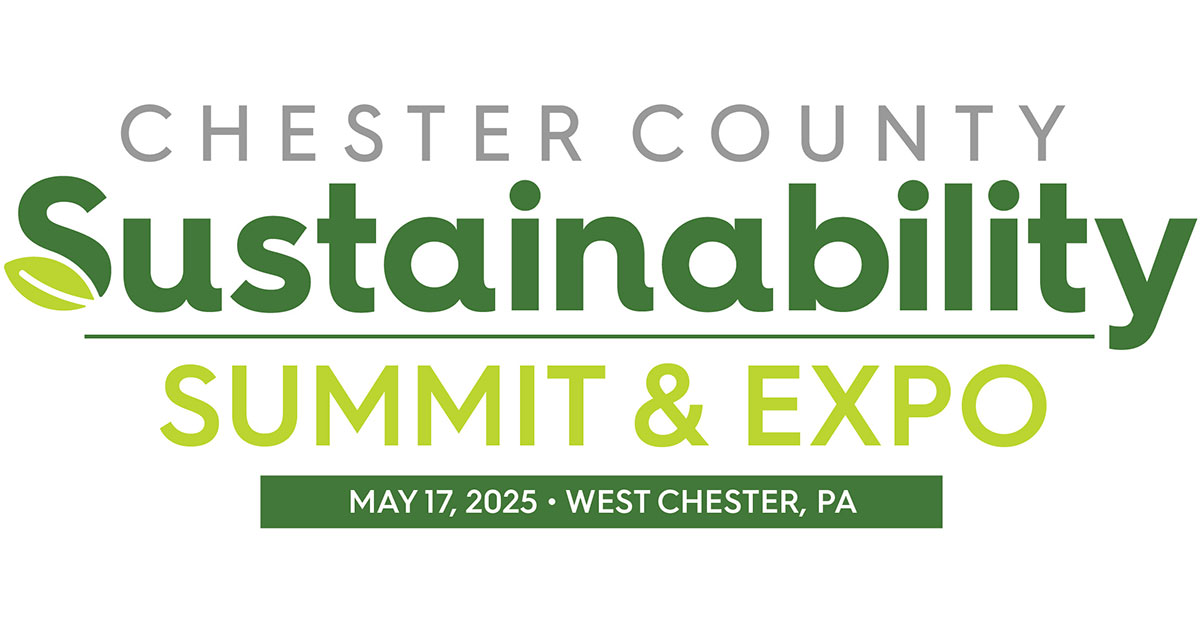 CHESTER COUNTY
Sustainability
SUMMIT & EXPO
MAY 17, 2025 • WEST CHESTER, PA